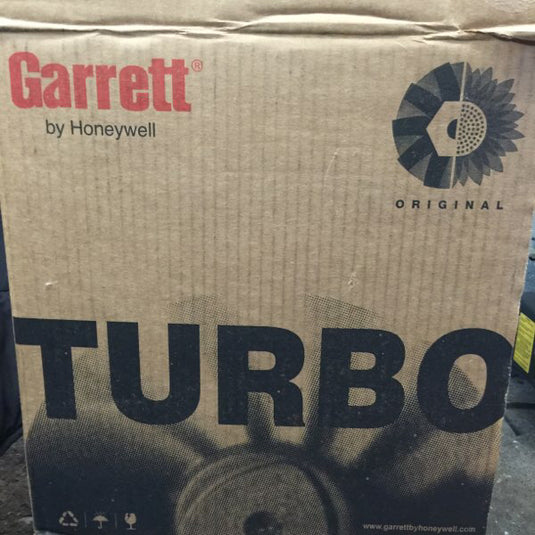 Garrett®
by Honeywell
ORIGINAL
TURBO
www.garrettbyhoneywell.com